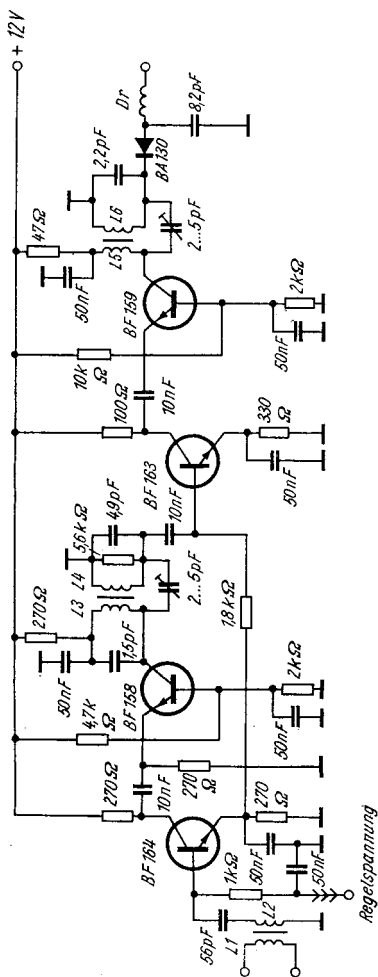 + 12V
270Ω
4,7k
Ω
50nF
270Ω
1,5pF
L3
L4
5,6kΩ
4,9pF
2...5pF
10nF
100Ω
10k
Ω
50nF
47Ω
L5
L6
2,2pF
2...5pF
BA130
Dr
8,2pF
BF164
10nF
BF158
BF163
10nF
BF159
270
Ω
1,8kΩ
L1
L2
56pF
1kΩ
50nF
50nF
270
Ω
50nF
2kΩ
50nF
330
Ω
50nF
2kΩ
Regelspannung